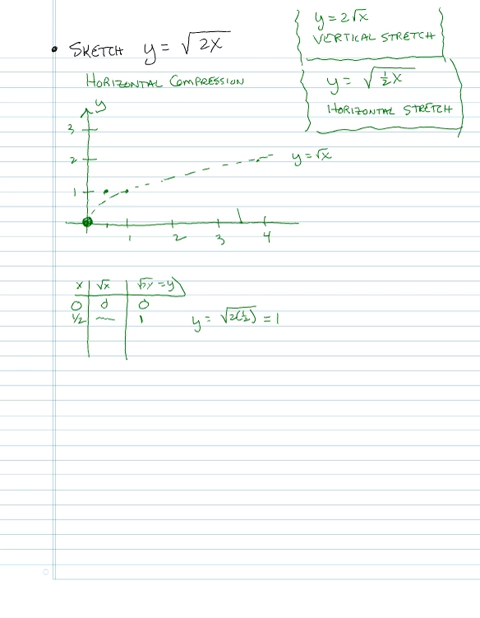 • SKETCH y = √2x
HORIZONTAL COMPRESSION
y = 2√x
VERTICAL STRETCH
y = √½x
HORIZONTAL STRETCH
y
3
2
1
y = √x
1 2 3 4
x √x √2x = y
0 0 0
1/2 — 1
y = √2(½) = 1